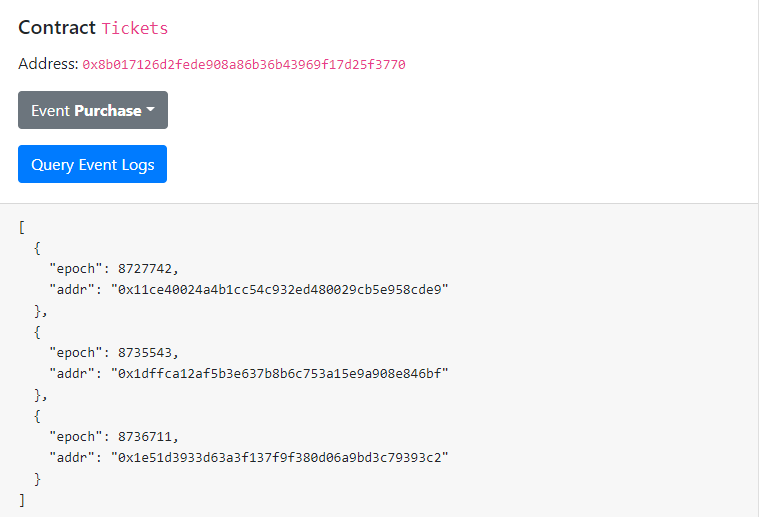 Contract Tickets
Address: 0x8b017126d2fede908a86b36b43969f17d25f3770
Event Purchase
Query Event Logs
[
  {
    "epoch": 8727742,
    "addr": "0x11ce40024a4b1cc54c932ed480029cb5e958cde9"
  },
  {
    "epoch": 8735543,
    "addr": "0x1dffca12af5b3e637b8b6c753a15e9a908e846bf"
  },
  {
    "epoch": 8736711,
    "addr": "0x1e51d3933d63a3f137f9f380d06a9bd3c79393c2"
  }
]